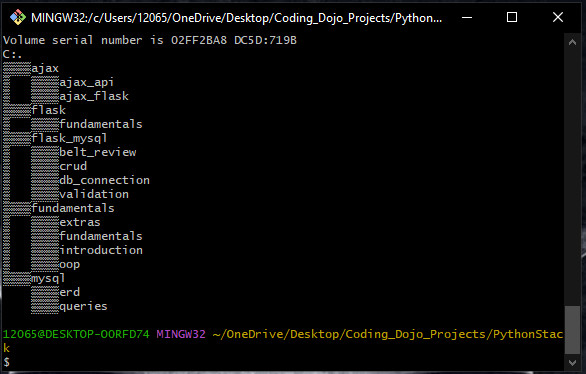 MINGW32:/c/Users/12065/OneDrive/Desktop/Coding_Dojo_Projects/Python...
Volume serial number is 02FF2BA8 DC5D:719B
C:.
▒▒▒▒ajax
▒   ▒▒▒▒ajax_api
▒   ▒▒▒▒ajax_flask
▒▒▒▒flask
▒   ▒▒▒▒fundamentals
▒▒▒▒flask_mysql
▒   ▒▒▒▒belt_review
▒   ▒▒▒▒crud
▒   ▒▒▒▒db_connection
▒   ▒▒▒▒validation
▒▒▒▒fundamentals
▒   ▒▒▒▒extras
▒   ▒▒▒▒fundamentals
▒   ▒▒▒▒introduction
▒   ▒▒▒▒oop
▒▒▒▒mysql
    ▒▒▒▒erd
    ▒▒▒▒queries
12065@DESKTOP-OORFD74 MINGW32 ~/OneDrive/Desktop/Coding_Dojo_Projects/PythonStac
k
$